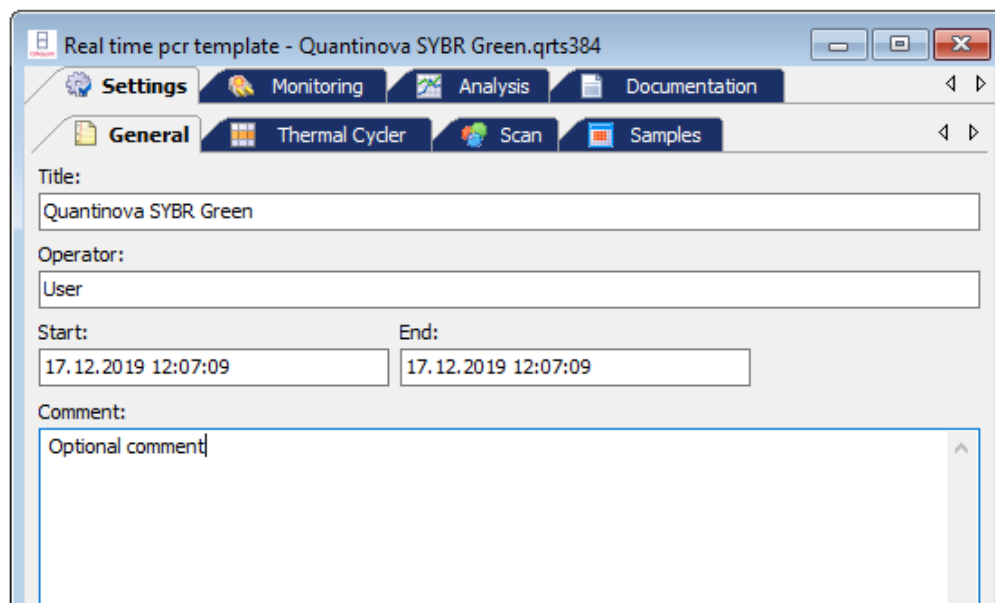 Real time pcr template - Quantinova SYBR Green.qrts384
Settings Monitoring Analysis Documentation
General Thermal Cycler Scan Samples
Title:
Quantinova SYBR Green
Operator:
User
Start: End:
17.12.2019 12:07:09 17.12.2019 12:07:09
Comment:
Optional comment